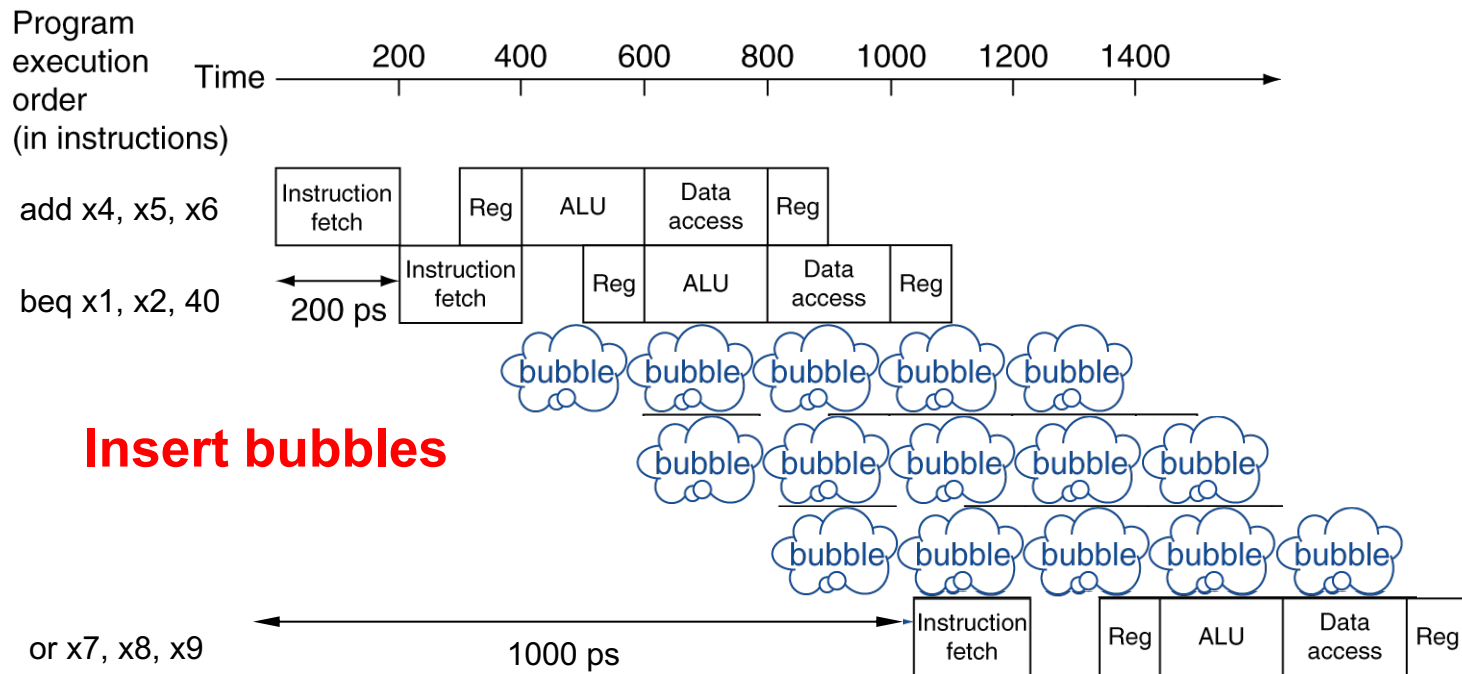 Program
execution
order
(in instructions)
Time
200 400 600 800 1000 1200 1400
add x4, x5, x6
Instruction
fetch
Reg
ALU
Data
access
Reg
beq x1, x2, 40
200 ps
Instruction
fetch
Reg
ALU
Data
access
Reg
bubble bubble bubble bubble bubble
Insert bubbles
bubble bubble bubble bubble bubble
bubble bubble bubble bubble bubble
or x7, x8, x9
1000 ps
Instruction
fetch
Reg
ALU
Data
access
Reg